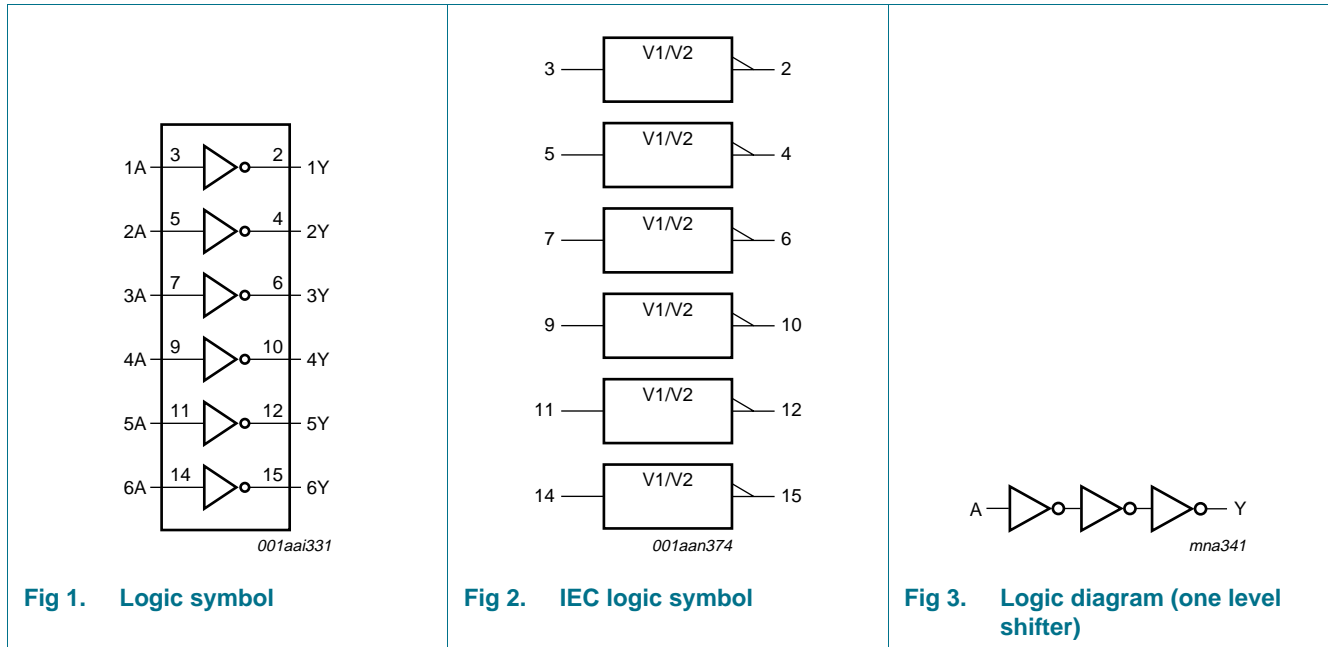 1A 3 2 1Y
2A 5 4 2Y
3A 7 6 3Y
4A 9 10 4Y
5A 11 12 5Y
6A 14 15 6Y
001aai331
Fig 1. Logic symbol
V1/V2
3 2
V1/V2
5 4
V1/V2
7 6
V1/V2
9 10
V1/V2
11 12
V1/V2
14 15
001aan374
Fig 2. IEC logic symbol
A Y
mna341
Fig 3. Logic diagram (one level
shifter)